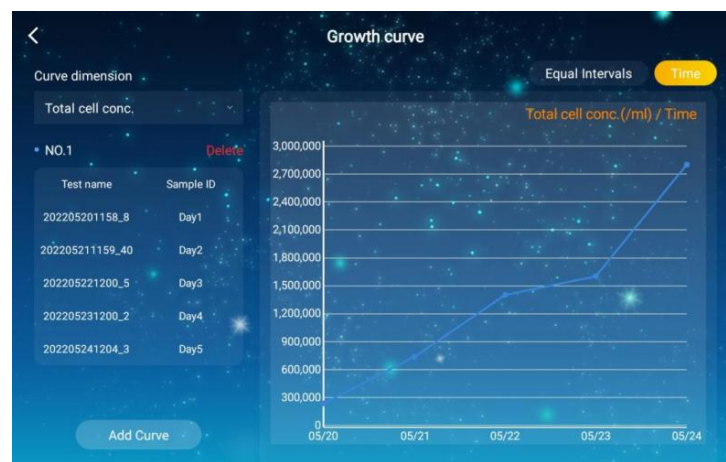 Growth curve
Curve dimension
Equal Intervals
Time
Total cell conc.
Total cell conc.(/ml) / Time
NO.1
Delete
Test name Sample ID
202205201158_8 Day1
202205211159_40 Day2
202205221200_5 Day3
202205231200_2 Day4
202205241204_3 Day5
Add Curve
3,000,000
2,700,000
2,400,000
2,100,000
1,800,000
1,500,000
1,200,000
900,000
600,000
300,000
0
05/20 05/21 05/22 05/23 05/24